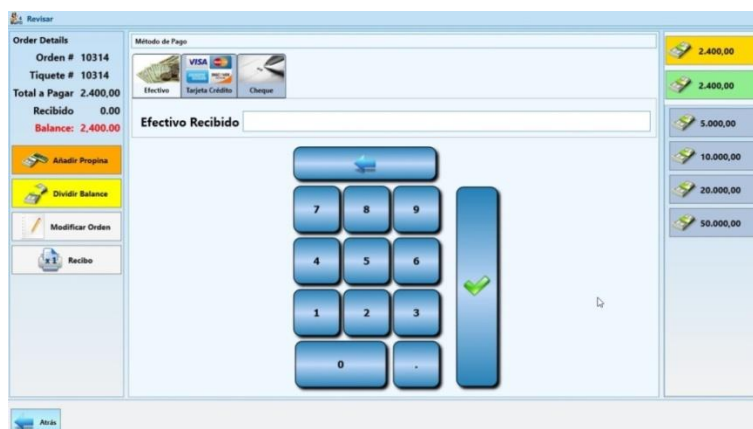 Revisar
Order Details
Orden # 10314
Tiquete # 10314
Total a Pagar 2.400,00
Recibido 0.00
Balance: 2,400.00
Añadir Propina
Dividir Balance
Modificar Orden
x 1 Recibo
Método de Pago
VISA
Efectivo Tarjeta Crédito Cheque
Efectivo Recibido
7 8 9
4 5 6
1 2 3
0 .
2.400,00
2.400,00
5.000,00
10.000,00
20.000,00
50.000,00
Atrás